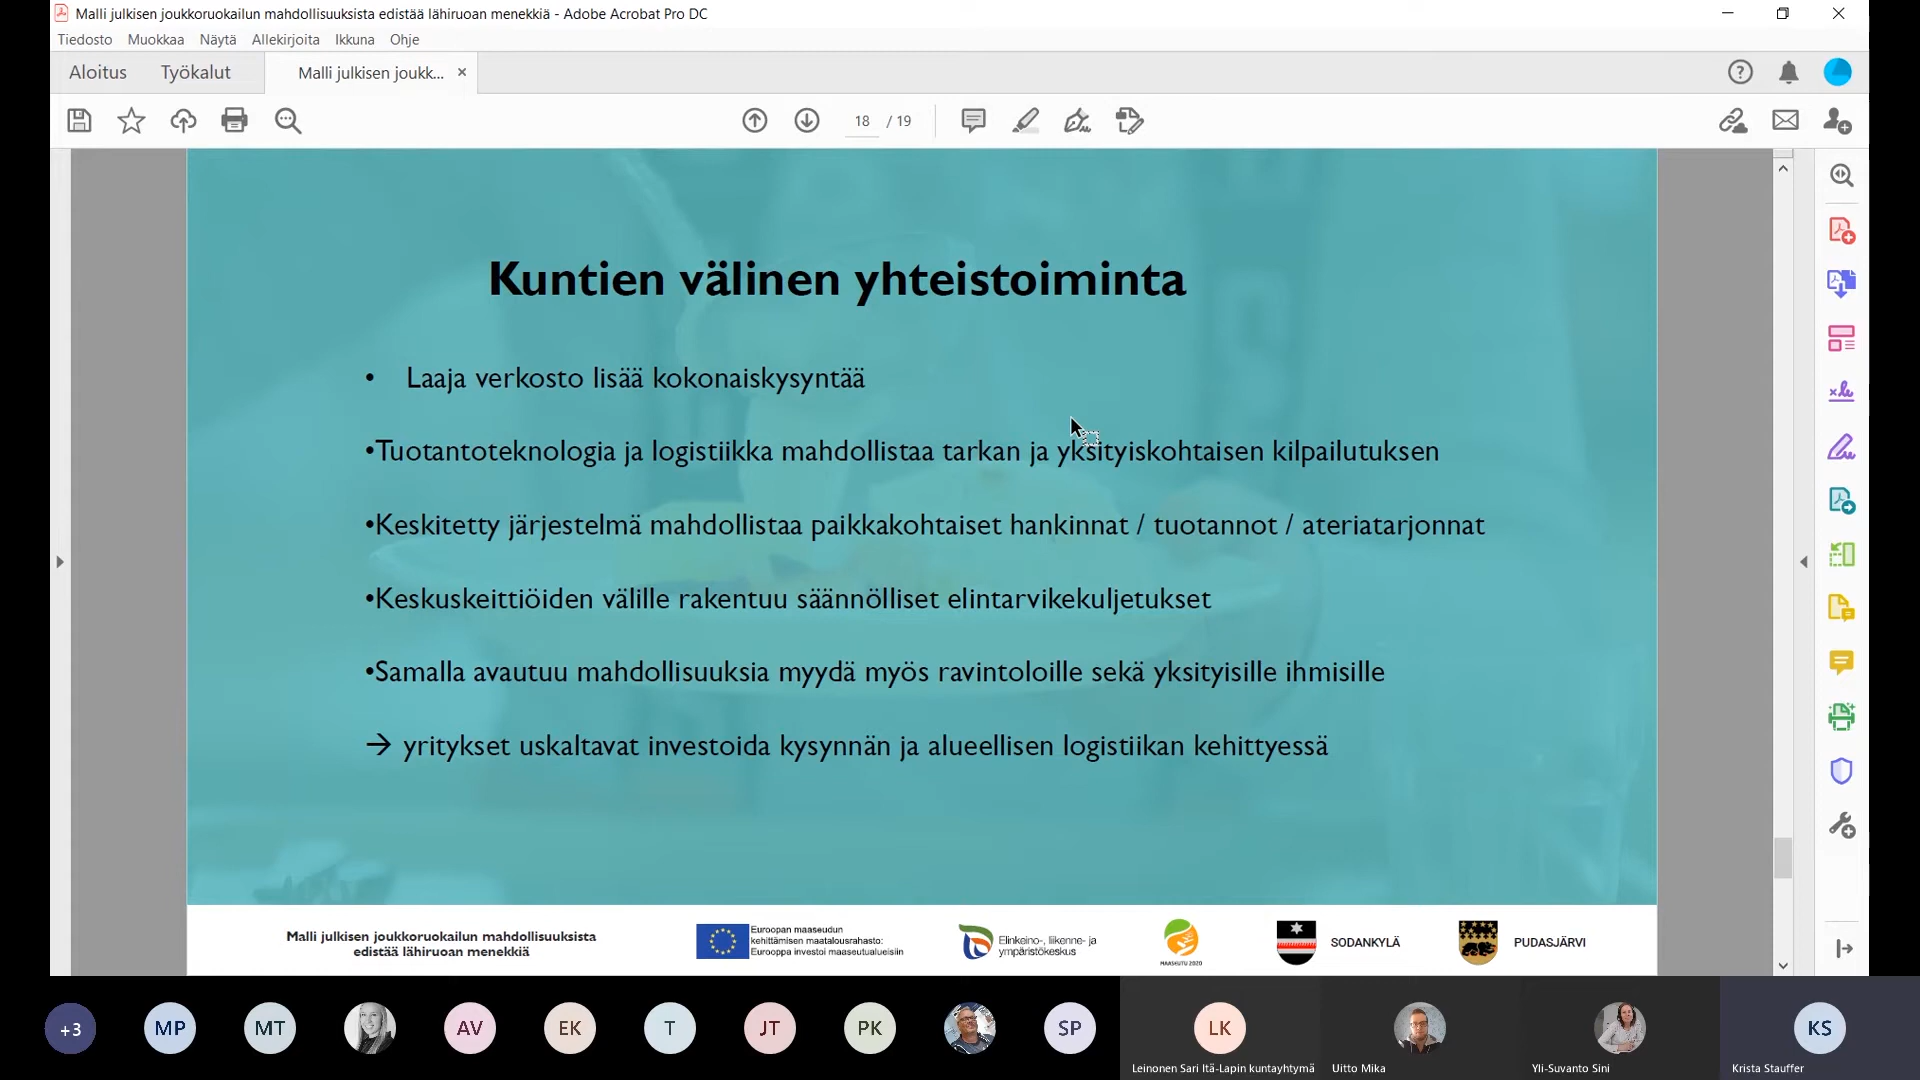 Malli julkisen joukkoruokailun mahdollisuuksista edistää lähiruoan menekkiä - Adobe Acrobat Pro DC
Tiedosto Muokkaa Näytä Allekirjoita Ikkuna Ohje
Aloitus Työkalut Malli julkisen joukk... ×
18 / 19
Kuntien välinen yhteistoiminta
• Laaja verkosto lisää kokonaiskysyntää
•Tuotantoteknologia ja logistiikka mahdollistaa tarkan ja yksityiskohtaisen kilpailutuksen
•Keskitetty järjestelmä mahdollistaa paikkakohtaiset hankinnat / tuotannot / ateriatarjonnat
•Keskuskeittiöiden välille rakentuu säännölliset elintarvikekuljetukset
•Samalla avautuu mahdollisuuksia myydä myös ravintoloille sekä yksityisille ihmisille
→ yritykset uskaltavat investoida kysynnän ja alueellisen logistiikan kehittyessä
Malli julkisen joukkoruokailun mahdollisuuksista
edistää lähiruoan menekkiä
Euroopan maaseudun
kehittämisen maatalousrahasto:
Eurooppa investoi maaseutualueisiin
Elinkeino-, liikenne- ja
ympäristökeskus
MAASEUTU 2020
SODANKYLÄ
PUDASJÄRVI
+3 MP MT AV EK T JT PK SP LK KS
Leinonen Sari Itä-Lapin kuntayhtymä Uitto Mika Yli-Suvanto Sini Krista Stauffer